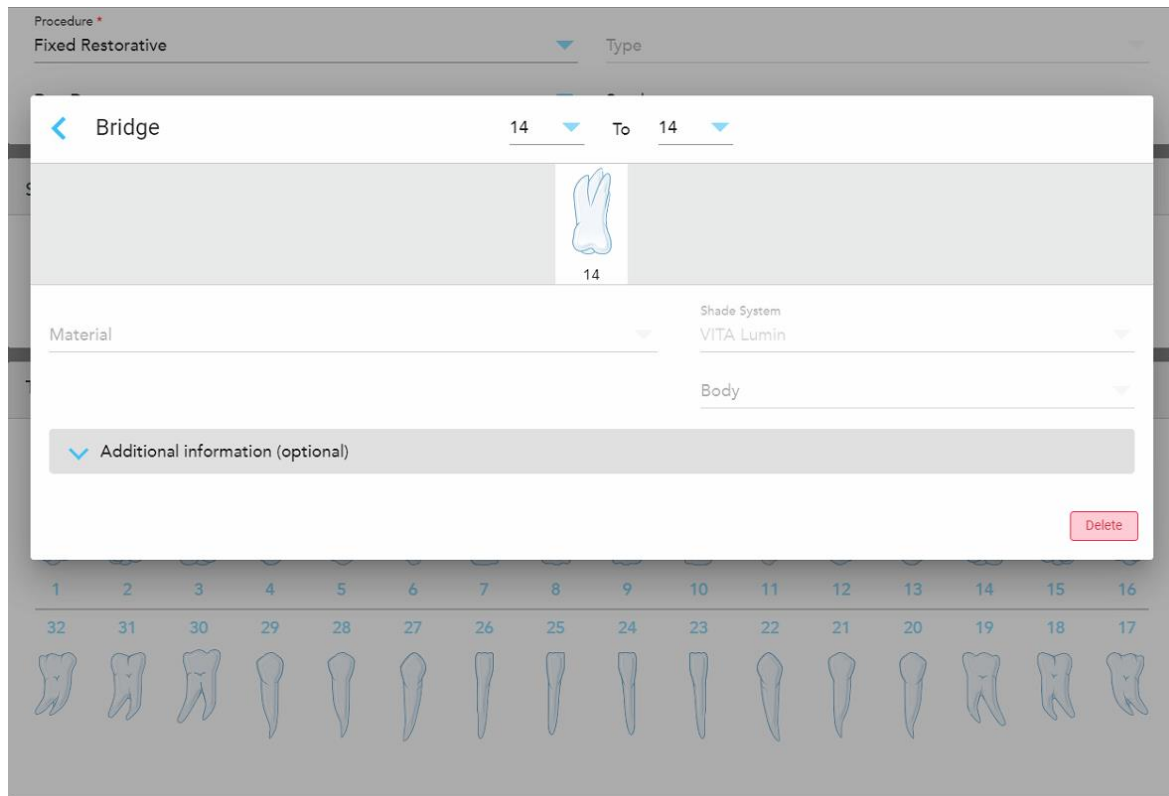 Procedure *
Fixed Restorative
Type
Bridge 14 To 14
14
Material
Shade System
VITA Lumin
Body
Additional information (optional)
Delete
1 2 3 4 5 6 7 8 9 10 11 12 13 14 15 16
32 31 30 29 28 27 26 25 24 23 22 21 20 19 18 17